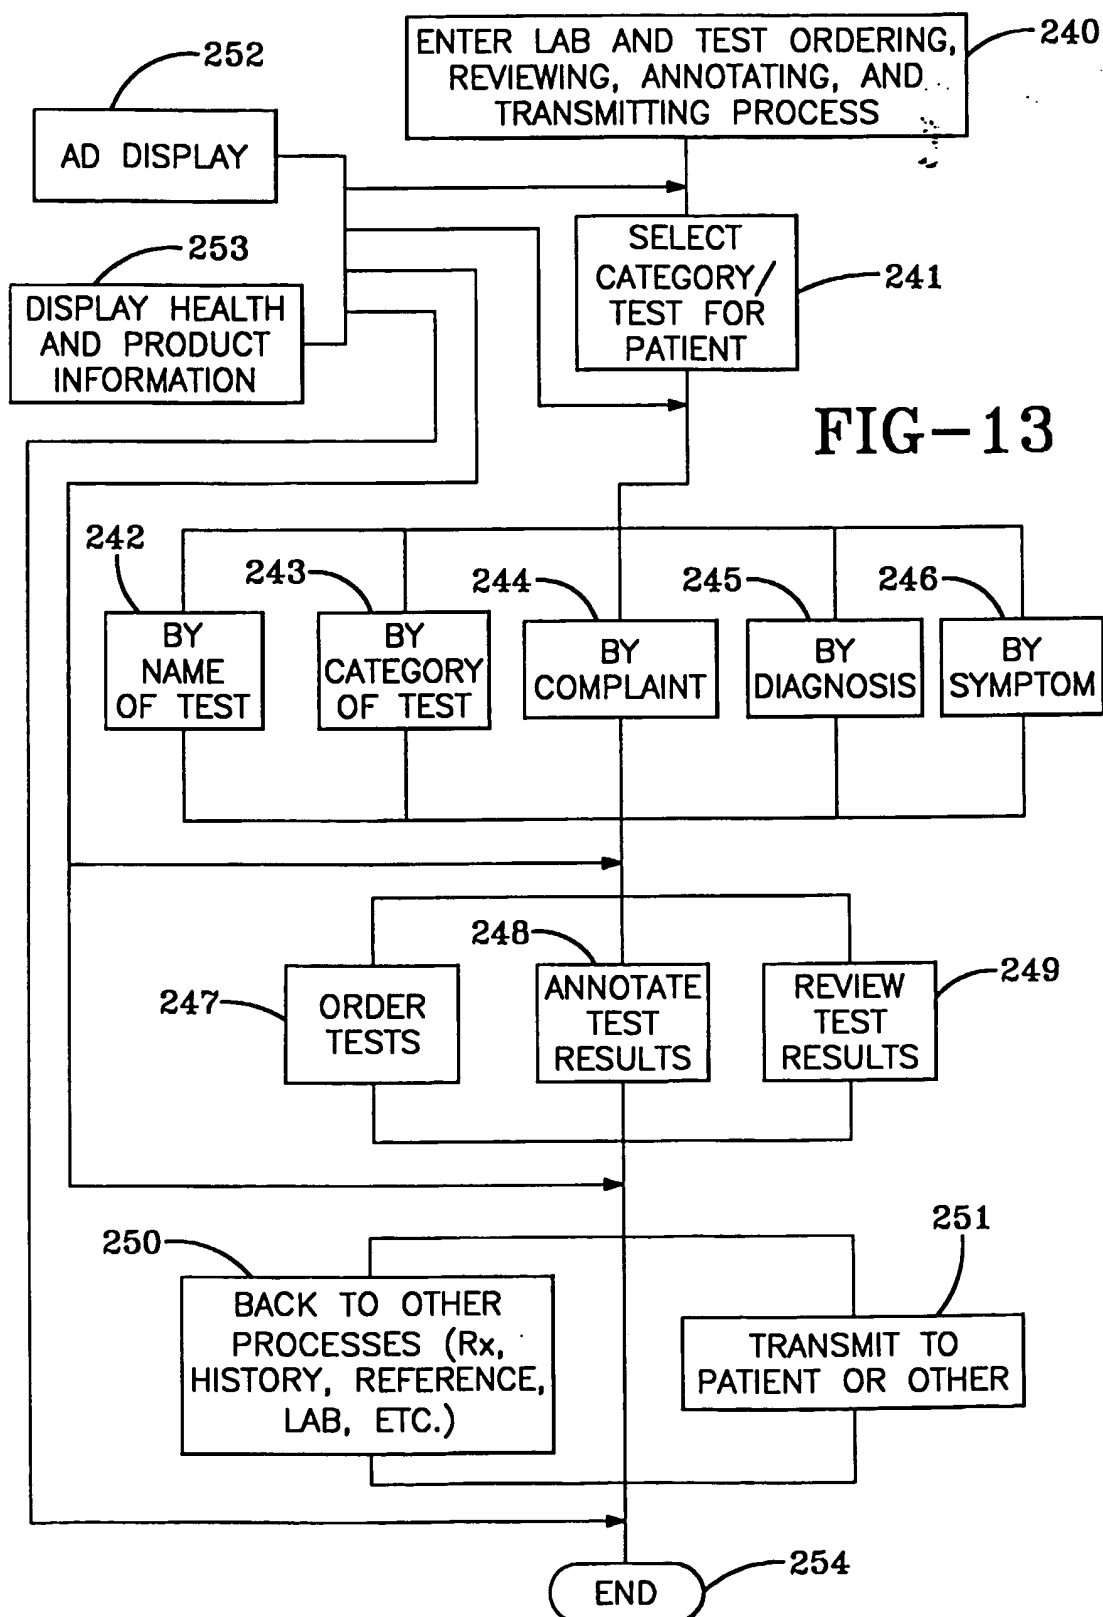 252
240
ENTER LAB AND TEST ORDERING,
REVIEWING, ANNOTATING, AND
TRANSMITTING PROCESS
AD DISPLAY
253
DISPLAY HEALTH
AND PRODUCT
INFORMATION
SELECT
CATEGORY/
TEST FOR
PATIENT
241
FIG-13
242
BY
NAME
OF TEST
243
BY
CATEGORY
OF TEST
244
BY
COMPLAINT
245
BY
DIAGNOSIS
246
BY
SYMPTOM
247
ORDER
TESTS
248
ANNOTATE
TEST
RESULTS
249
REVIEW
TEST
RESULTS
250
BACK TO OTHER
PROCESSES (Rx,
HISTORY, REFERENCE,
LAB, ETC.)
251
TRANSMIT TO
PATIENT OR OTHER
254
END